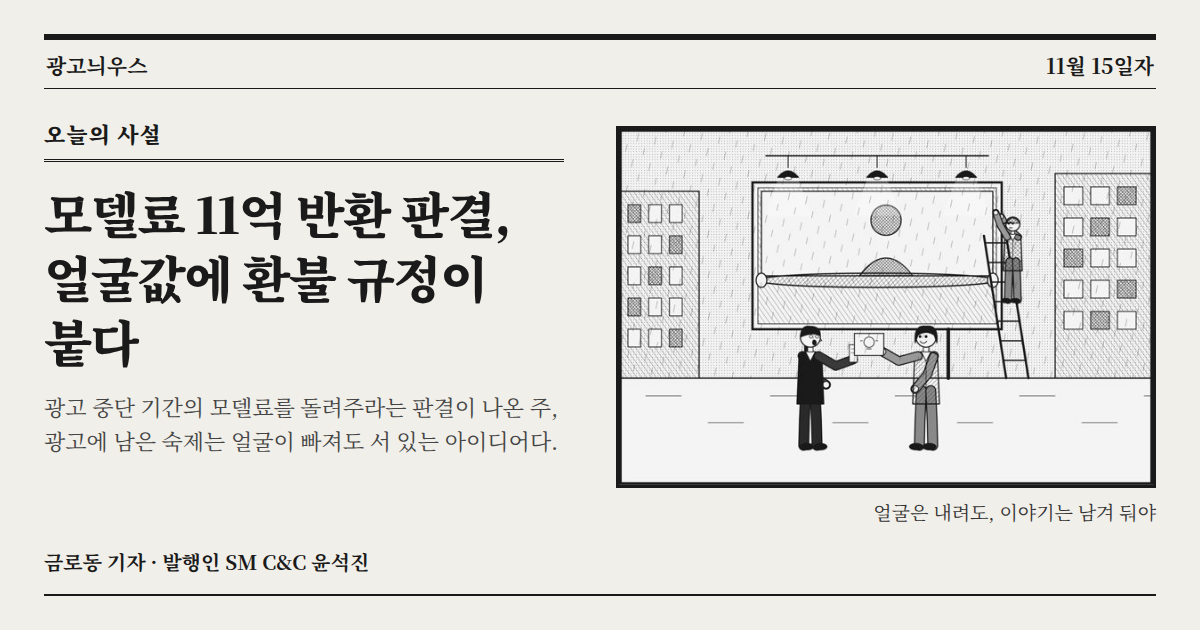 광고늬우스
11월 15일자
오늘의 사설
모델료 11억 반환 판결,
얼굴값에 환불 규정이
붙다
광고 중단 기간의 모델료를 돌려주라는 판결이 나온 주,
광고에 남은 숙제는 얼굴이 빠져도 서 있는 아이디어다.
얼굴은 내려도, 이야기는 남겨 둬야
금로동 기자 · 발행인 SM C&C 윤석진